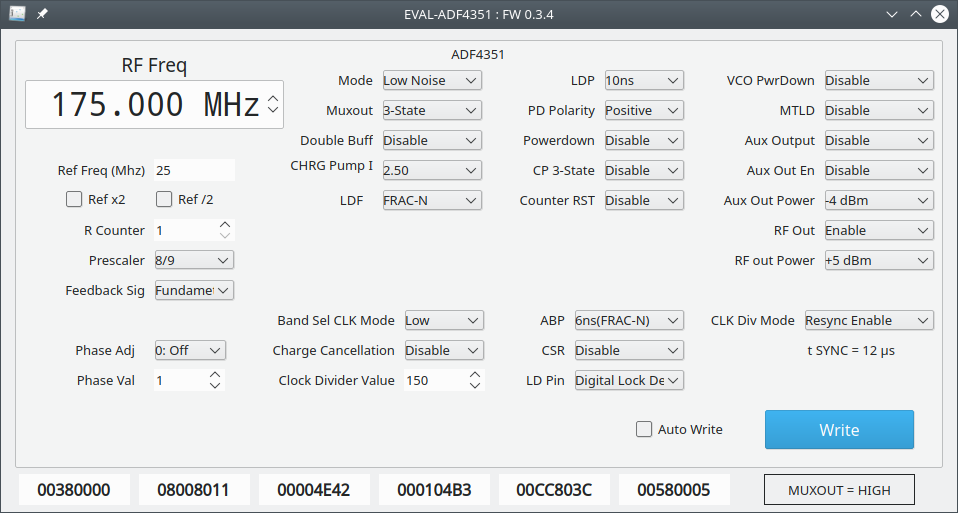 EVAL-ADF4351 : FW 0.3.4
ADF4351
RF Freq
175.000 MHz
Ref Freq (Mhz) 25
Ref x2 Ref /2
R Counter 1
Prescaler 8/9
Feedback Sig Fundame
Phase Adj 0: Off
Phase Val 1
Mode Low Noise
Muxout 3-State
Double Buff Disable
CHRG Pump I 2.50
LDF FRAC-N
LDP 10ns
PD Polarity Positive
Powerdown Disable
CP 3-State Disable
Counter RST Disable
VCO PwrDown Disable
MTLD Disable
Aux Output Disable
Aux Out En Disable
Aux Out Power -4 dBm
RF Out Enable
RF out Power +5 dBm
Band Sel CLK Mode Low
Charge Cancellation Disable
Clock Divider Value 150
ABP 6ns(FRAC-N)
CSR Disable
LD Pin Digital Lock De
CLK Div Mode Resync Enable
t SYNC = 12 µs
Auto Write
Write
00380000 08008011 00004E42 000104B3 00CC803C 00580005 MUXOUT = HIGH